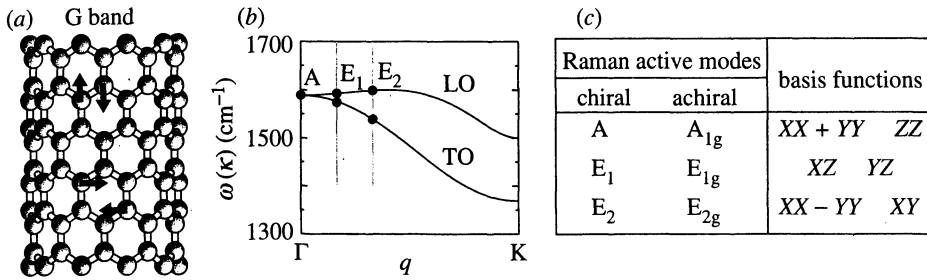 (a)
G band
(b)
1700
1500
1300
ω(κ) (cm⁻¹)
A
E₁
E₂
LO
TO
Γ
q
K
(c)
Raman active modes
basis functions
chiral achiral
A A₁g XX + YY ZZ
E₁ E₁g XZ YZ
E₂ E₂g XX − YY XY